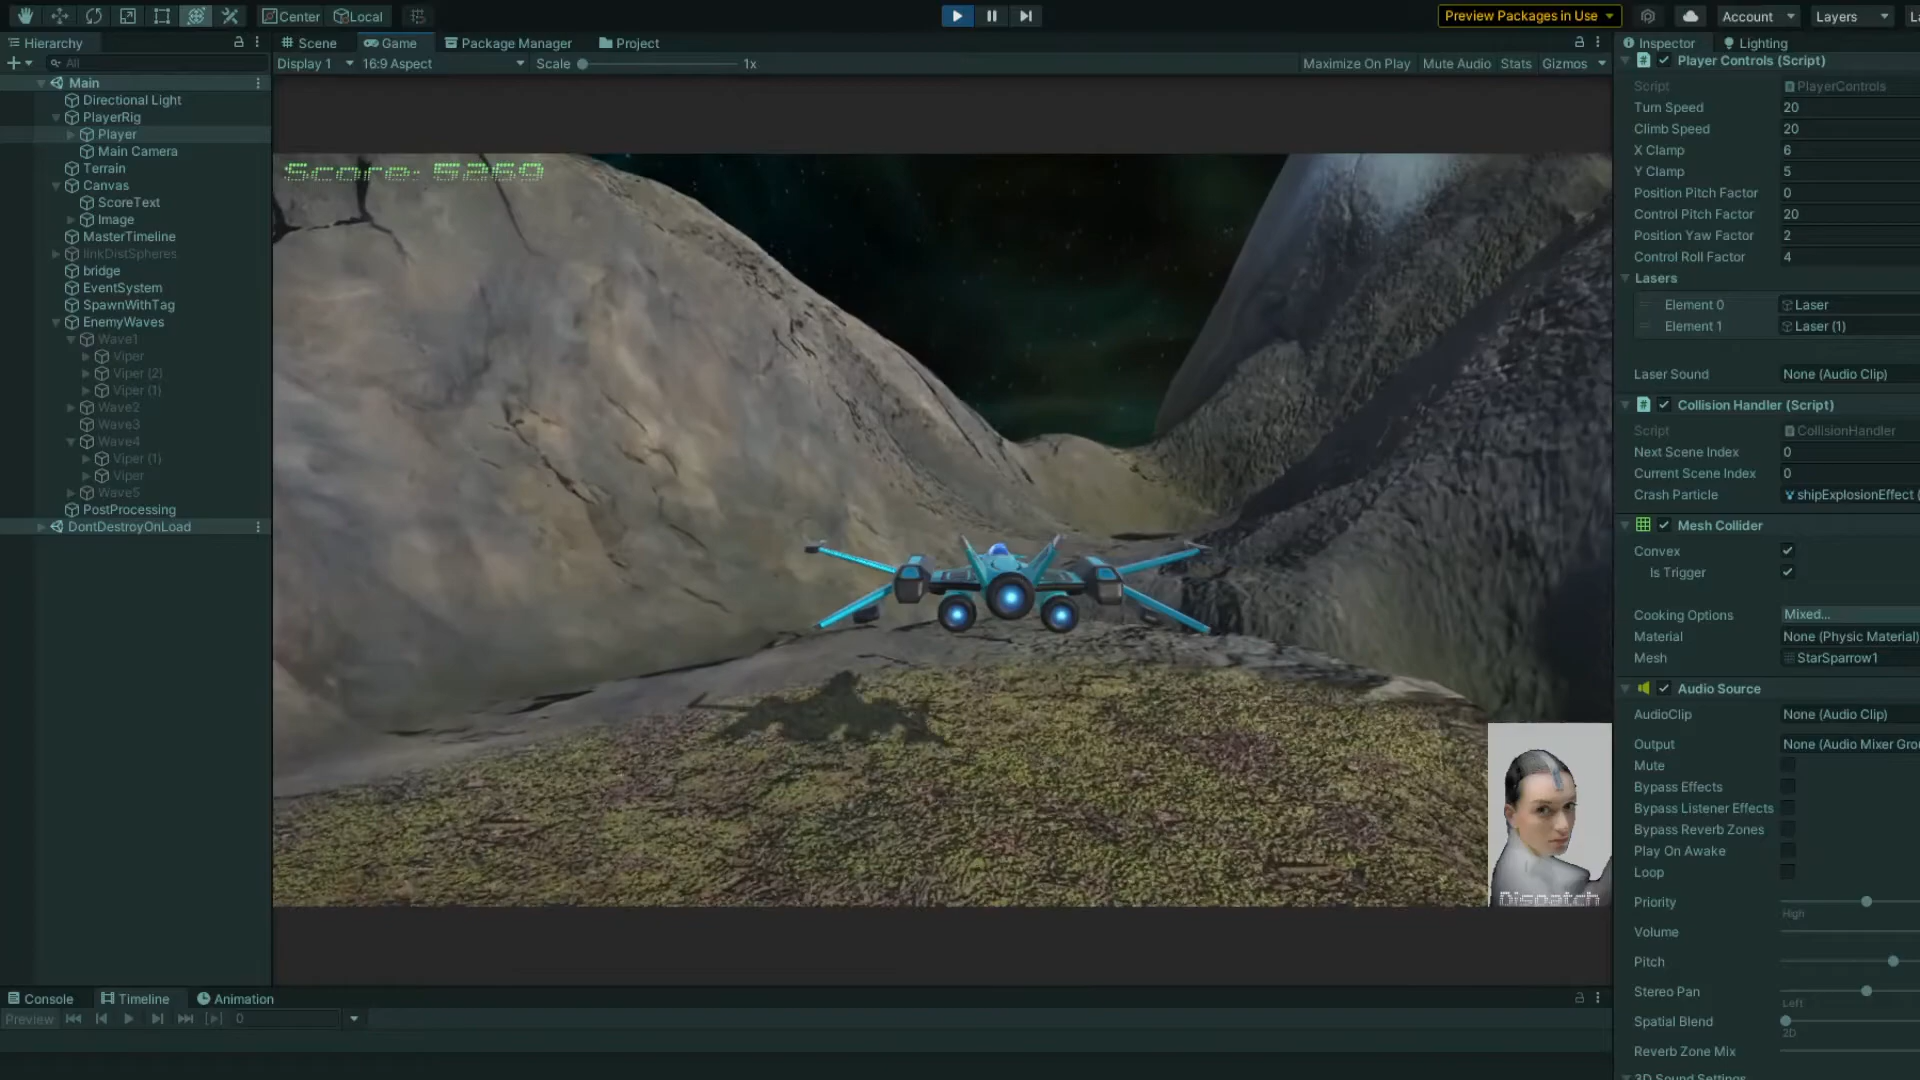 Center
Local
Preview Packages in Use
Account
Layers
Hierarchy
Scene
Game
Package Manager
Project
Inspector
Lighting
All
Display 1
16:9 Aspect
Scale
1x
Maximize On Play
Mute Audio
Stats
Gizmos
Main
Directional Light
PlayerRig
Player
Main Camera
Terrain
Canvas
ScoreText
Image
MasterTimeline
linkDistSpheres
bridge
EventSystem
SpawnWithTag
EnemyWaves
Wave1
Viper
Viper (2)
Viper (1)
Wave2
Wave3
Wave4
Viper (1)
Viper
Wave5
PostProcessing
DontDestroyOnLoad
Score: 5269
Dispatch
Player Controls (Script)
Script PlayerControls
Turn Speed 20
Climb Speed 20
X Clamp 6
Y Clamp 5
Position Pitch Factor 0
Control Pitch Factor 20
Position Yaw Factor 2
Control Roll Factor 4
Lasers
Element 0 Laser
Element 1 Laser (1)
Laser Sound None (Audio Clip)
Collision Handler (Script)
Script CollisionHandler
Next Scene Index 0
Current Scene Index 0
Crash Particle shipExplosionEffect (
Mesh Collider
Convex
Is Trigger
Cooking Options Mixed...
Material None (Physic Material)
Mesh StarSparrow1
Audio Source
AudioClip None (Audio Clip)
Output None (Audio Mixer Gro
Mute
Bypass Effects
Bypass Listener Effects
Bypass Reverb Zones
Play On Awake
Loop
Priority
High
Volume
Pitch
Stereo Pan
Left
Spatial Blend
2D
Reverb Zone Mix
3D Sound Settings
Console
Timeline
Animation
Preview
0